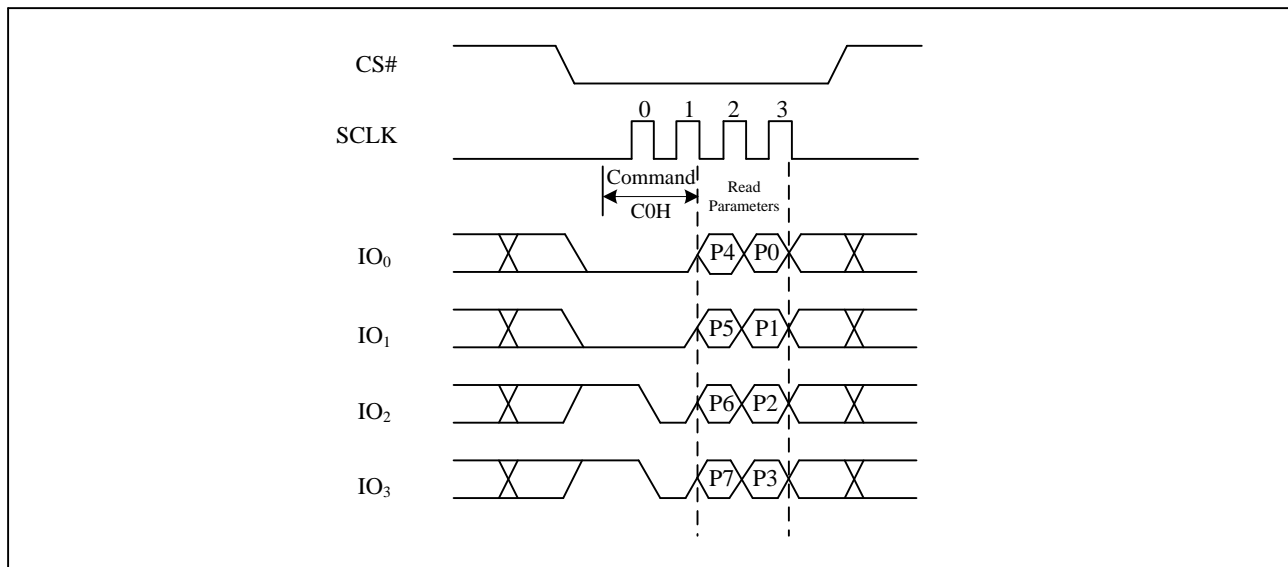 CS#
0 1 2 3
SCLK
Command
C0H
Read
Parameters
IO₀ P4 P0
IO₁ P5 P1
IO₂ P6 P2
IO₃ P7 P3